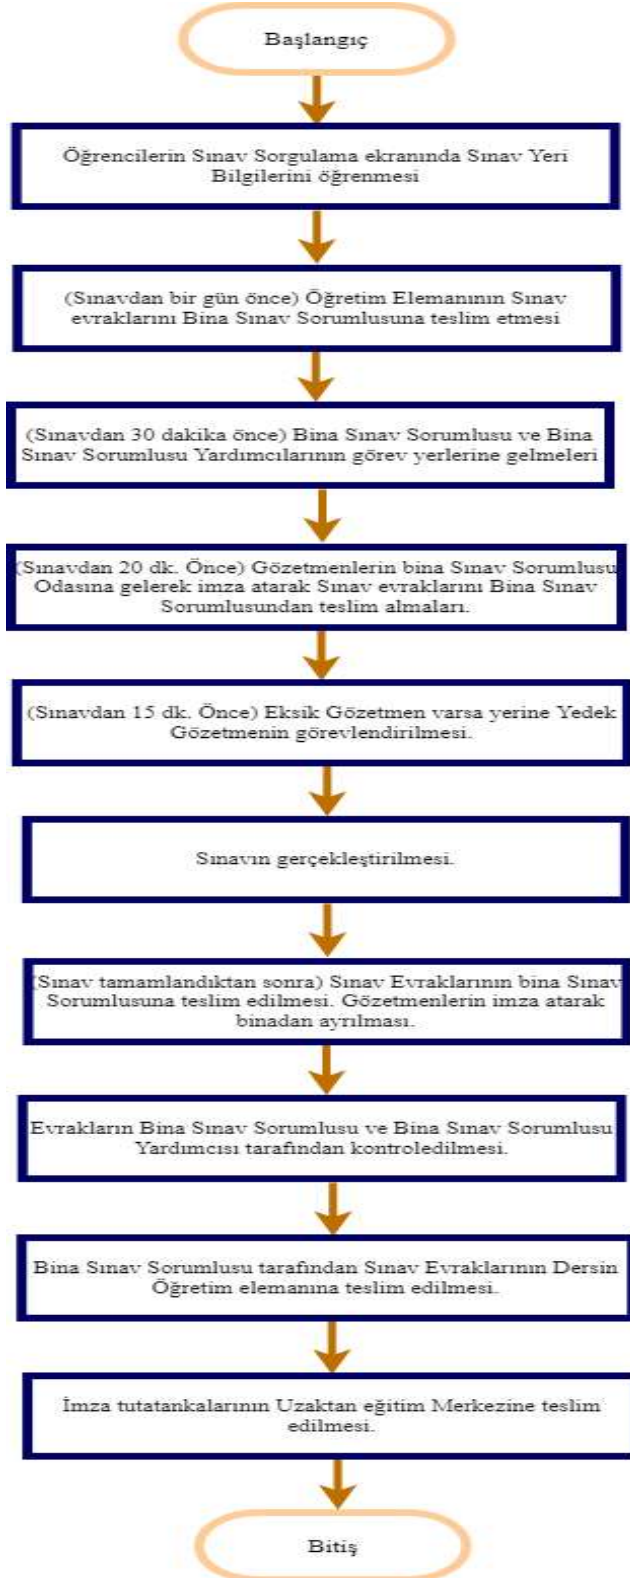 Başlangıç
Öğrencilerin Sınav Sorgulama ekranında Sınav Yeri
Bilgilerini öğrenmesi
(Sınavdan bir gün önce) Öğretim Elemanının Sınav
evraklarını Bina Sınav Sorumlusuna teslim etmesi
(Sınavdan 30 dakika önce) Bina Sınav Sorumlusu ve Bina
Sınav Sorumlusu Yardımcılarının görev yerlerine gelmeleri
(Sınavdan 20 dk. Önce) Gözetmenlerin bina Sınav Sorumlusu
Odasına gelerek imza atarak Sınav evraklarını Bina Sınav
Sorumlusundan teslim almaları.
(Sınavdan 15 dk. Önce) Eksik Gözetmen varsa yerine Yedek
Gözetmenin görevlendirilmesi.
Sınavın gerçekleştirilmesi.
(Sınav tamamlandıktan sonra) Sınav Evraklarının bina Sınav
Sorumlusuna teslim edilmesi. Gözetmenlerin imza atarak
binadan ayrılması.
Evrakların Bina Sınav Sorumlusu ve Bina Sınav Sorumlusu
Yardımcısı tarafından kontroledilmesi.
Bina Sınav Sorumlusu tarafından Sınav Evraklarının Dersin
Öğretim elemanına teslim edilmesi.
İmza tutatankalarının Uzaktan eğitim Merkezine teslim
edilmesi.
Bitiş